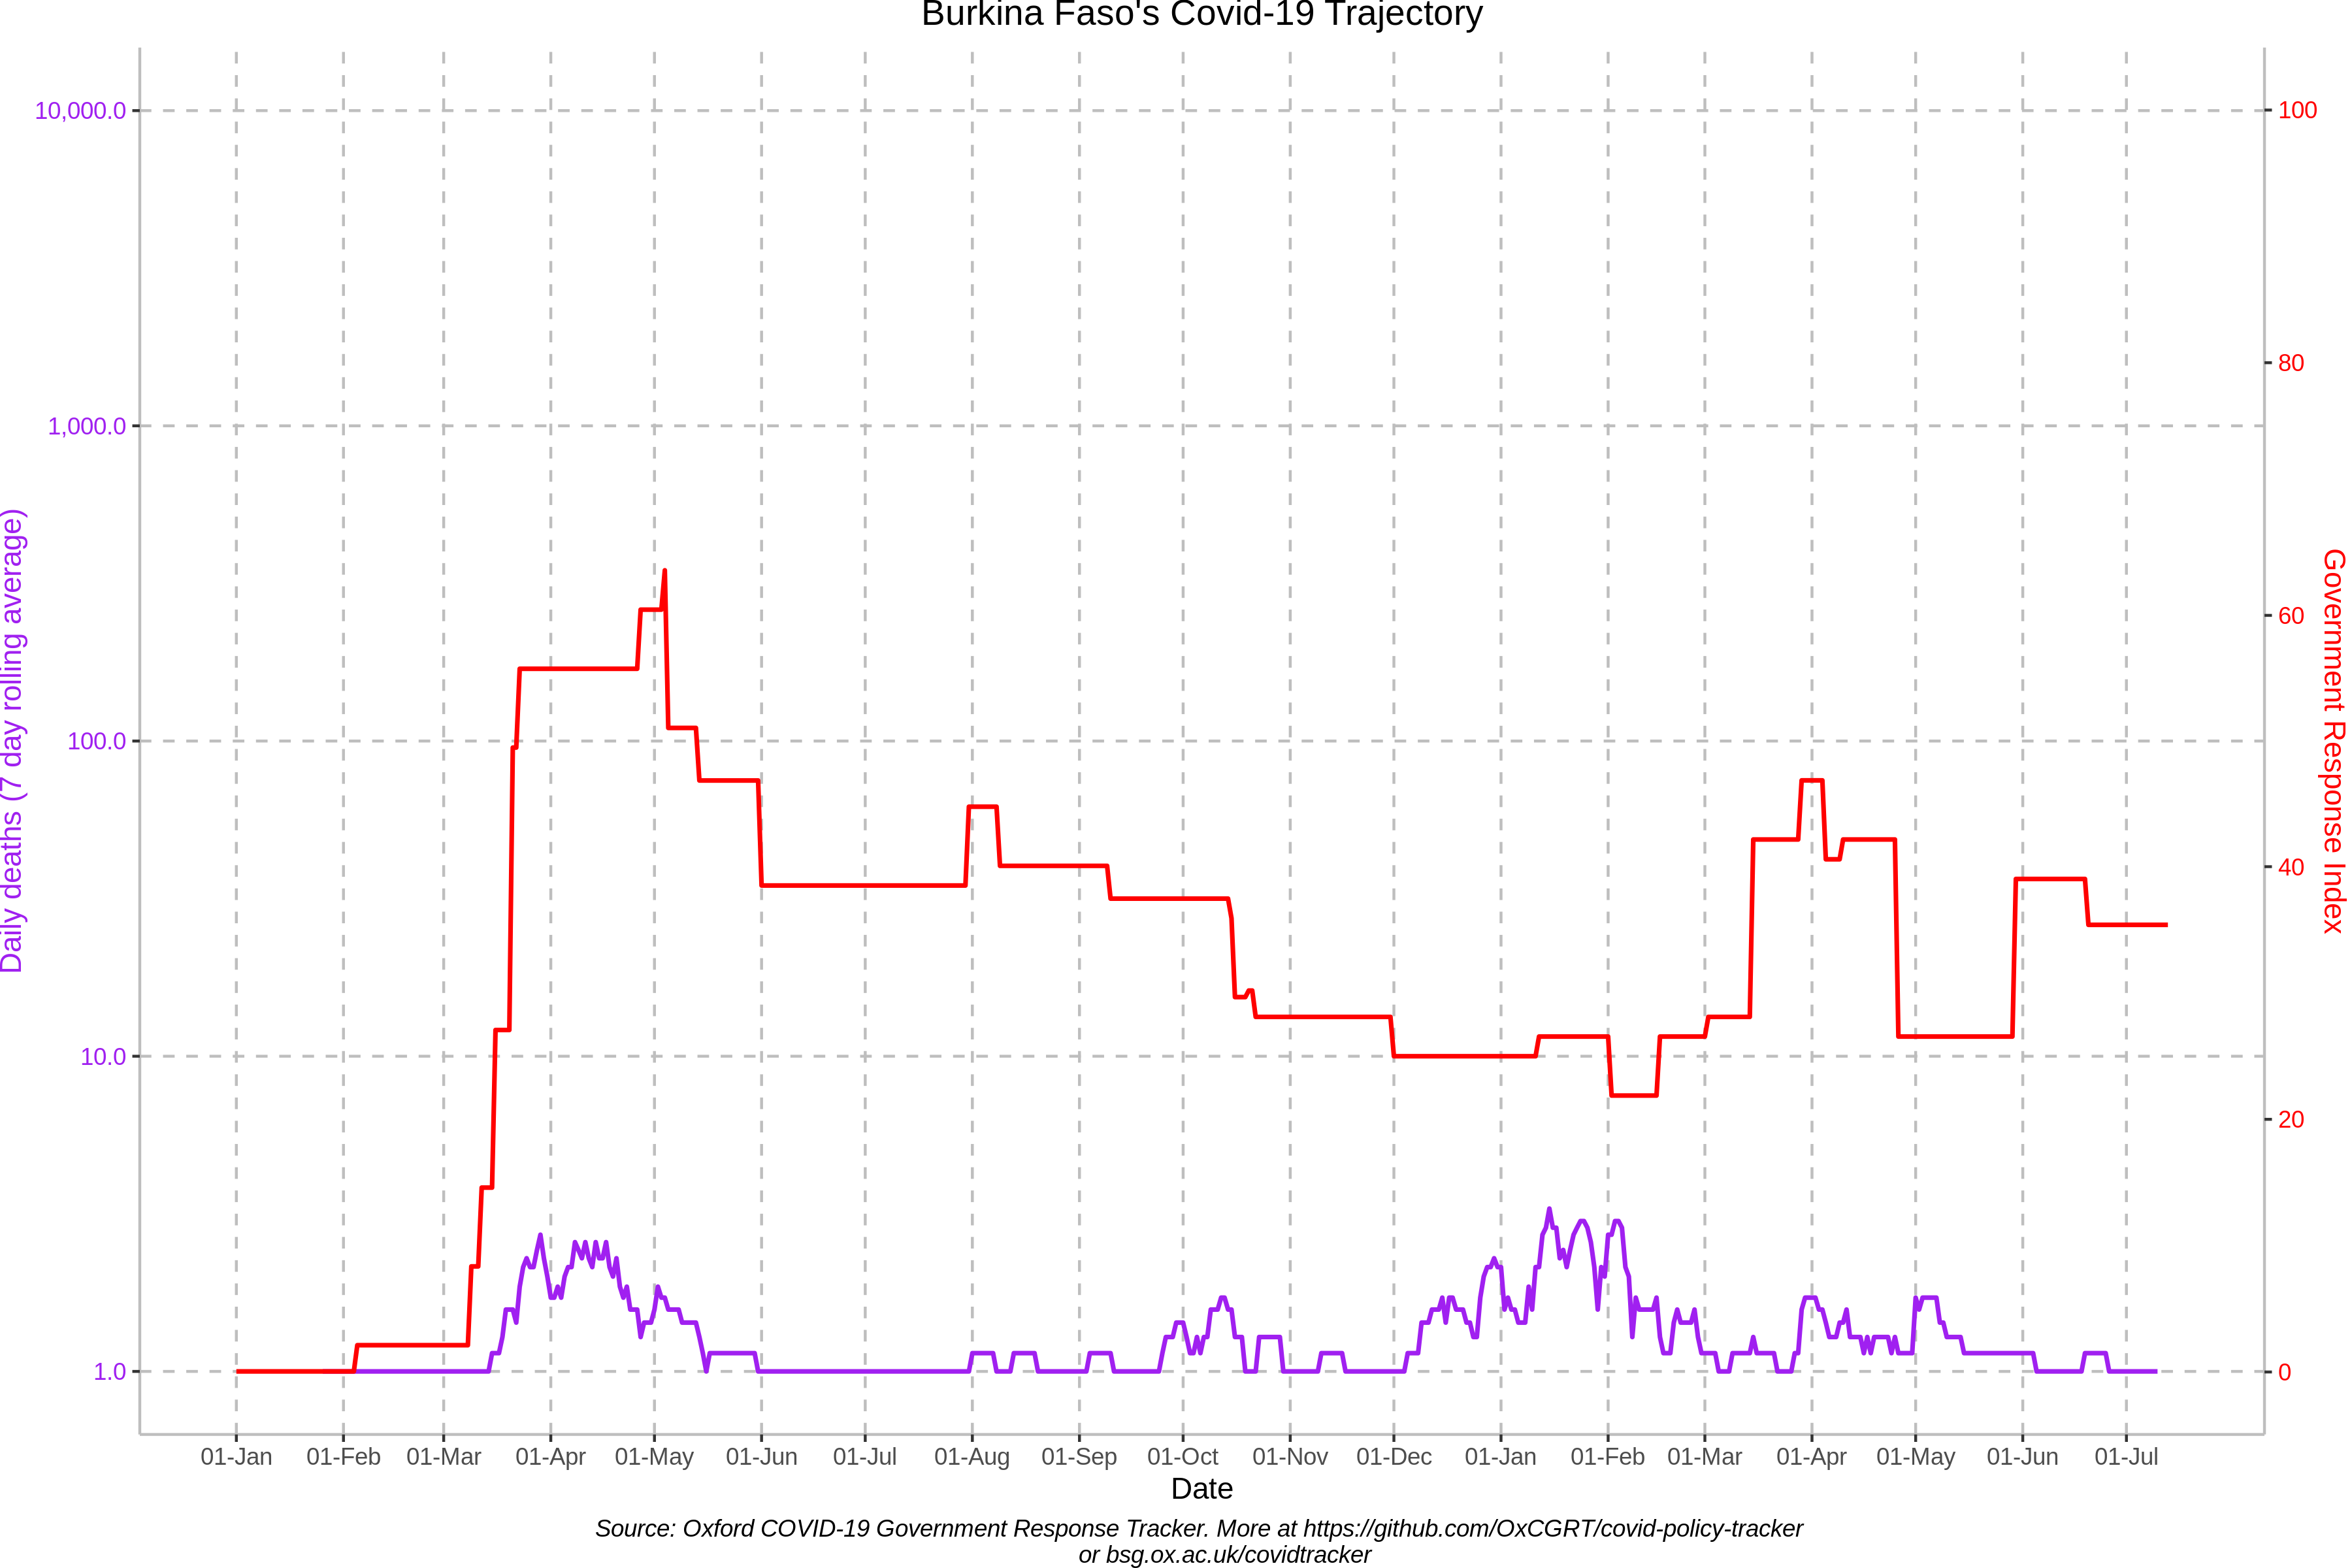 Burkina Faso's Covid-19 Trajectory
10,000.0
1,000.0
100.0
10.0
1.0
Daily deaths (7 day rolling average)
100
80
60
40
20
0
Government Response Index
01-Jan 01-Feb 01-Mar 01-Apr 01-May 01-Jun 01-Jul 01-Aug 01-Sep 01-Oct 01-Nov 01-Dec 01-Jan 01-Feb 01-Mar 01-Apr 01-May 01-Jun 01-Jul
Date
Source: Oxford COVID-19 Government Response Tracker. More at https://github.com/OxCGRT/covid-policy-tracker
or bsg.ox.ac.uk/covidtracker